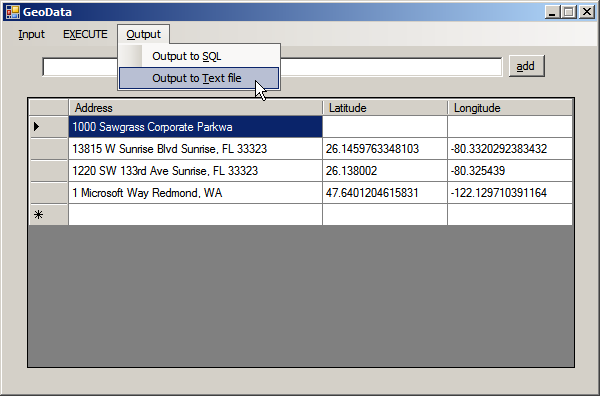 GeoData
Input EXECUTE Output
Output to SQL
Output to Text file
add
Address Latitude Longitude
1000 Sawgrass Corporate Parkwa
13815 W Sunrise Blvd Sunrise, FL 33323 26.1459763348103 -80.3320292383432
1220 SW 133rd Ave Sunrise, FL 33323 26.138002 -80.325439
1 Microsoft Way Redmond, WA 47.6401204615831 -122.129710391164